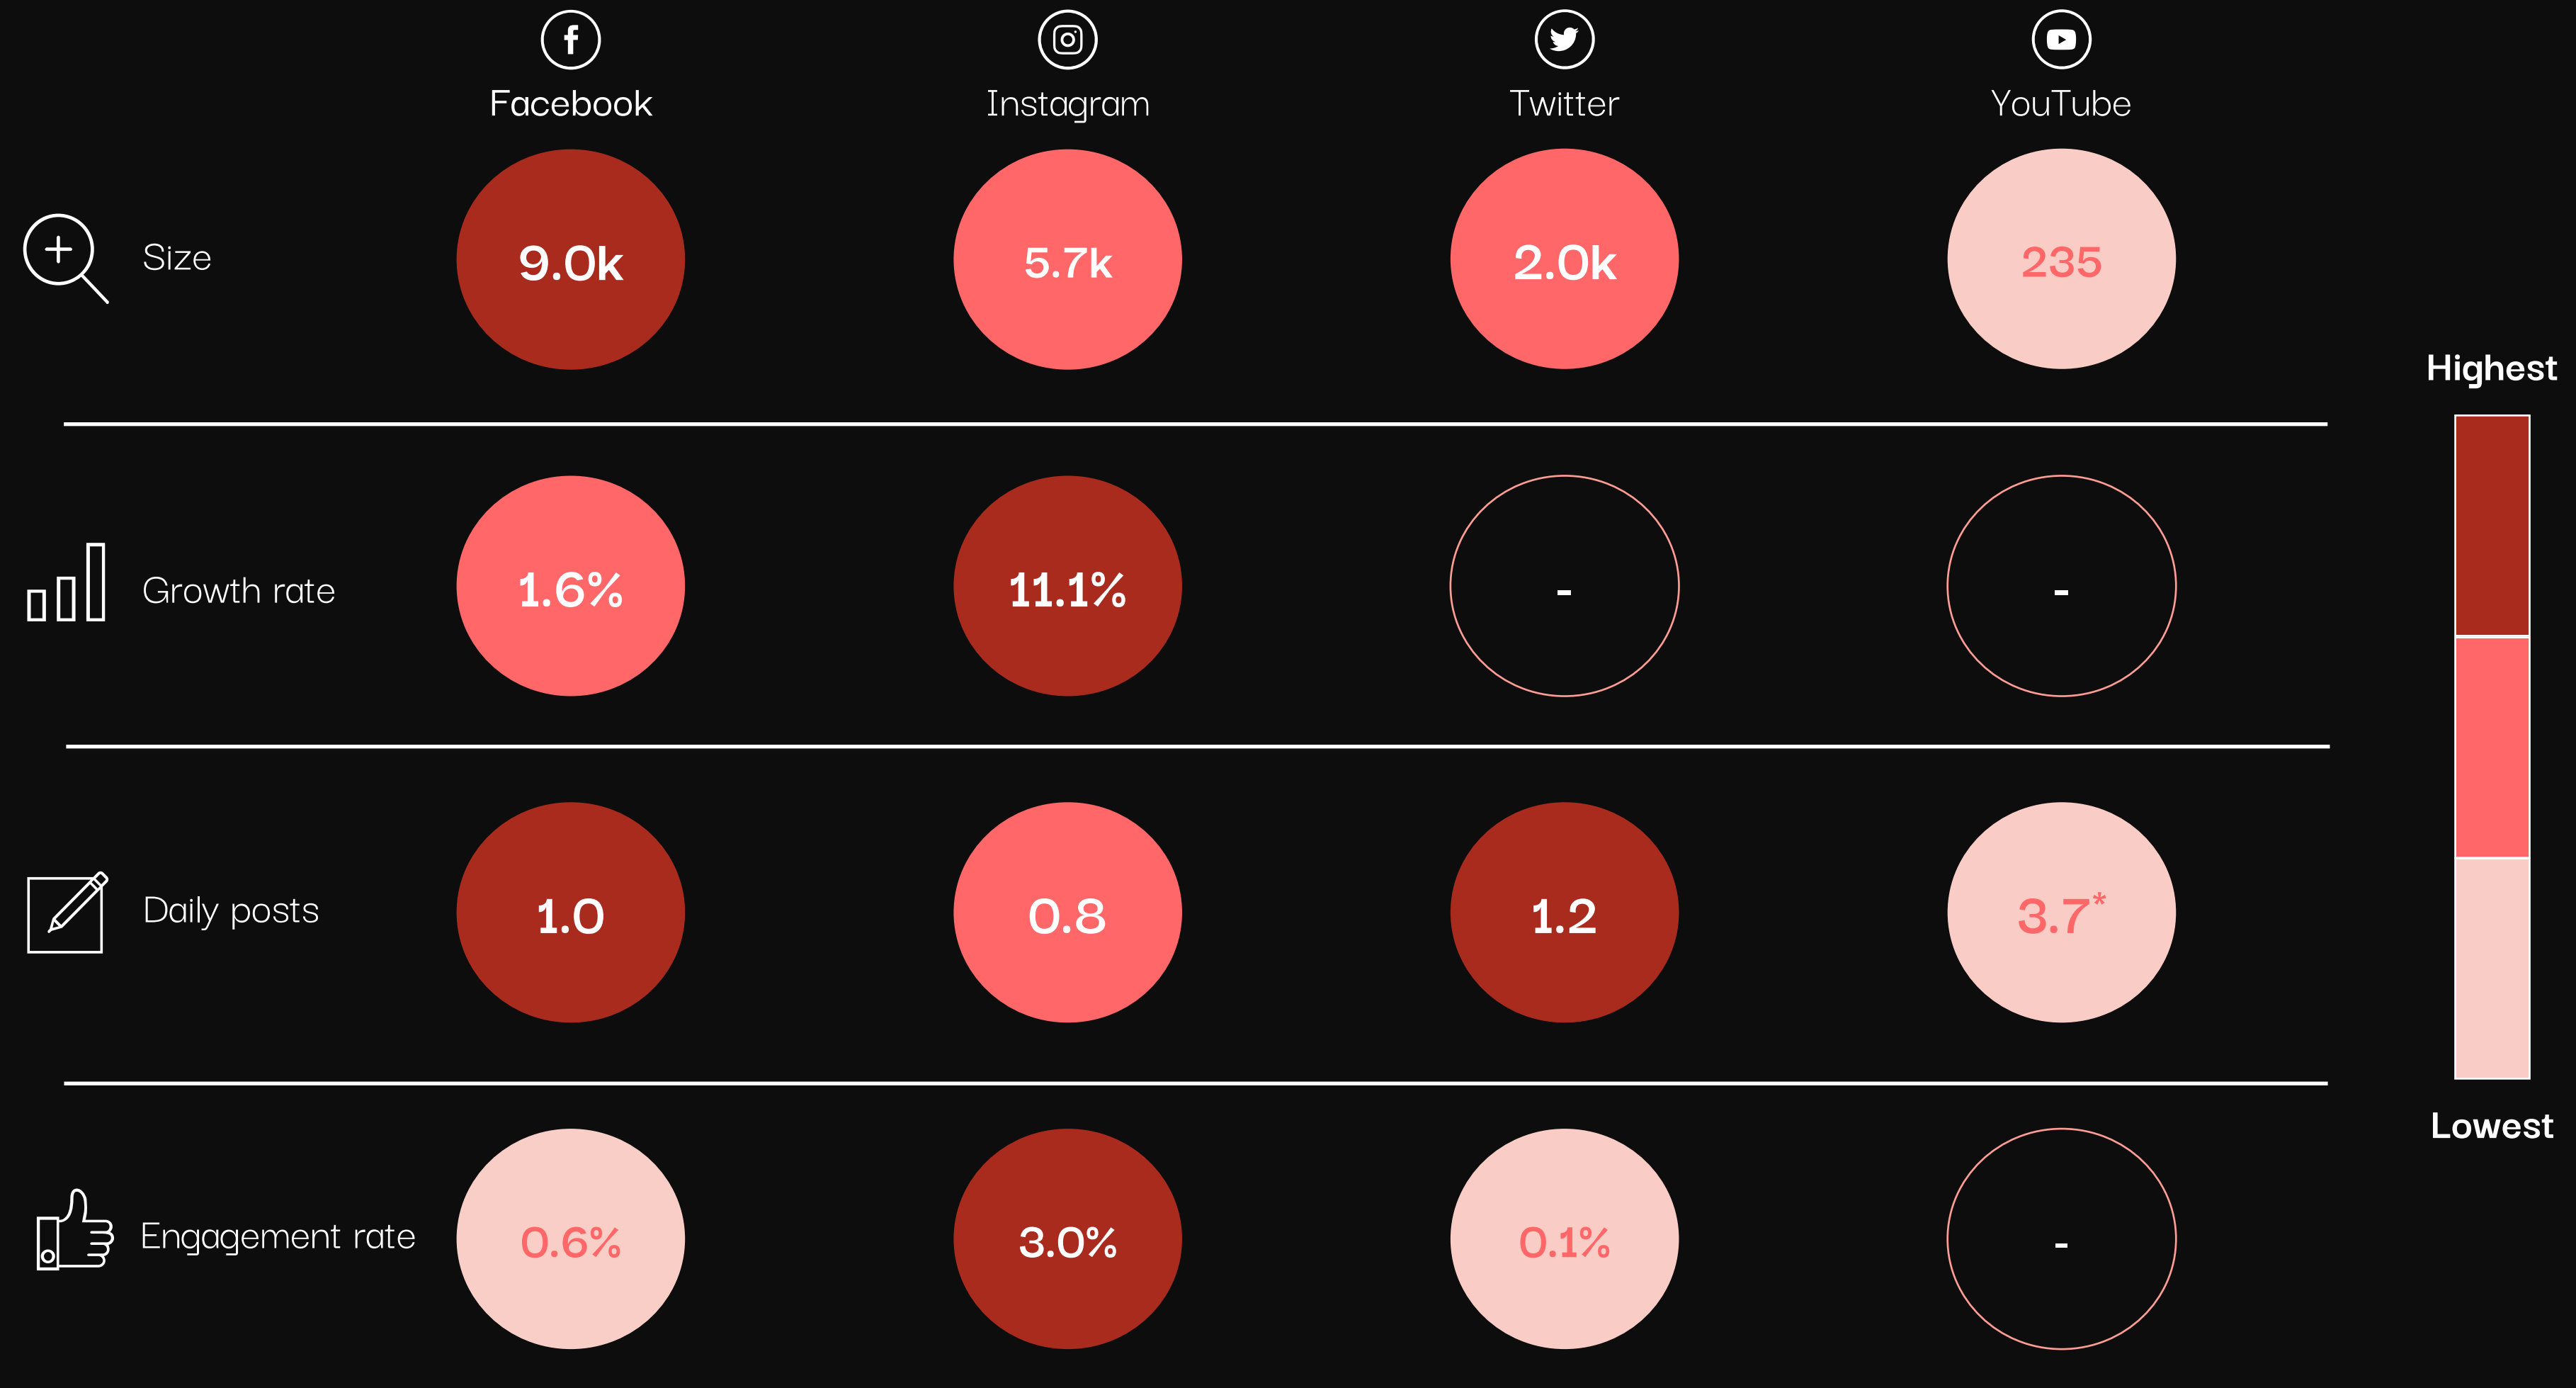 Facebook
Instagram
Twitter
YouTube
Size
9.0k
5.7k
2.0k
235
Highest
Growth rate
1.6%
11.1%
-
-
Daily posts
1.0
0.8
1.2
3.7*
Lowest
Engagement rate
0.6%
3.0%
0.1%
-